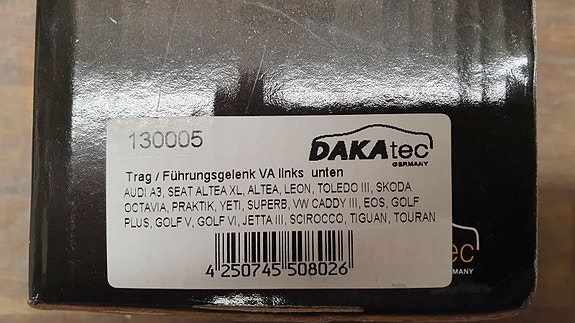 130005
DAKAtec
GERMANY
Trag / Führungsgelenk VA links unten
AUDI A3, SEAT ALTEA XL, ALTEA, LEON, TOLEDO III, SKODA
OCTAVIA, PRAKTIK, YETI, SUPERB, VW CADDY III, EOS, GOLF
PLUS, GOLF V, GOLF VI, JETTA III, SCIROCCO, TIGUAN, TOURAN
4 250745 508026
tec
GERMANY